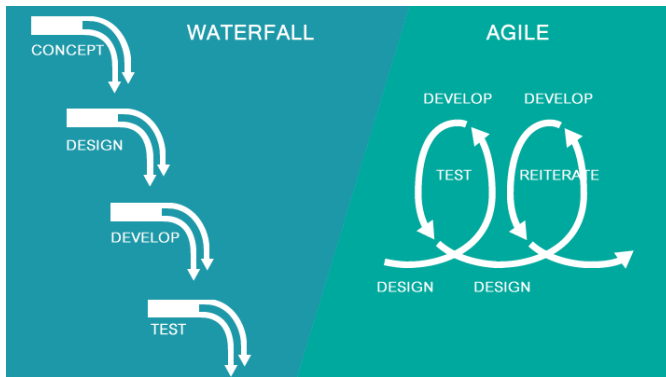 WATERFALL
CONCEPT
DESIGN
DEVELOP
TEST
AGILE
DEVELOP
DEVELOP
TEST
REITERATE
DESIGN
DESIGN